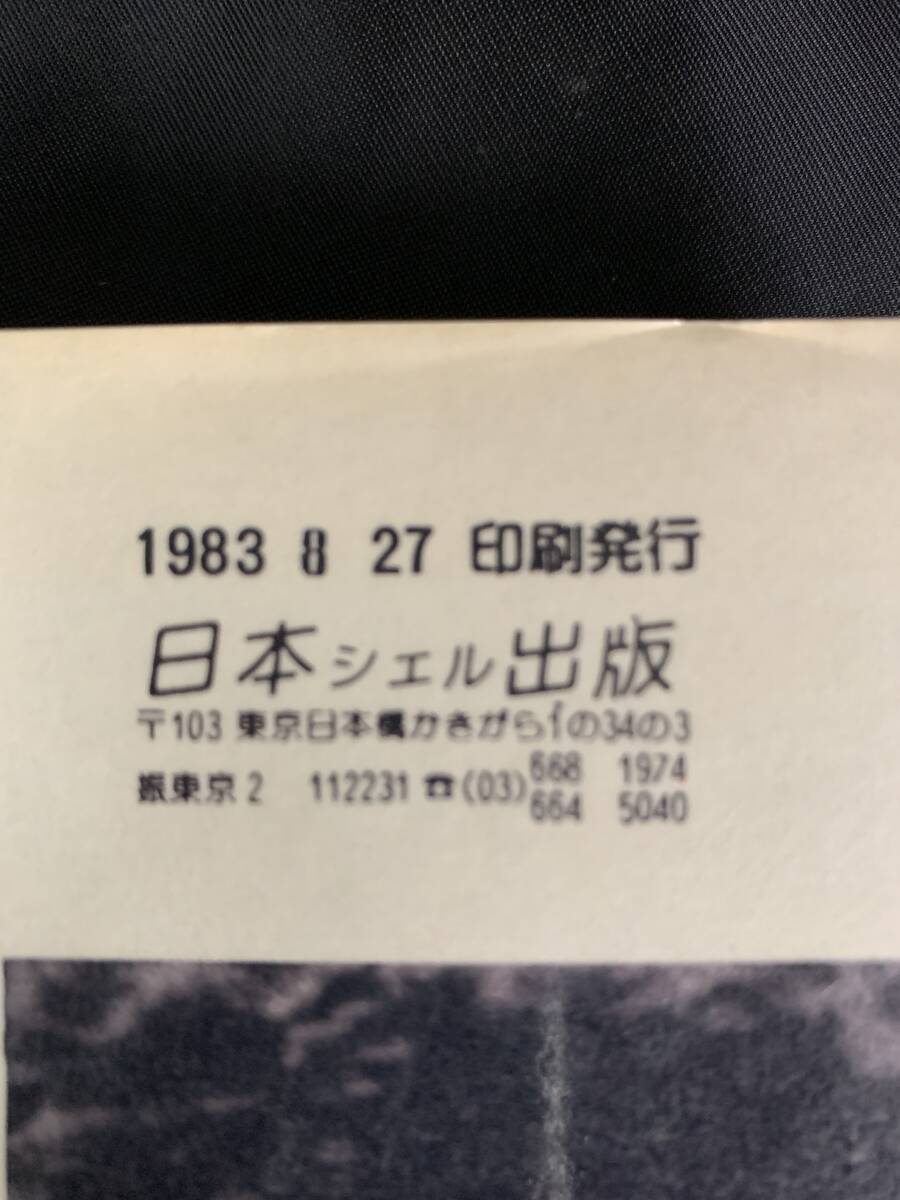 1983 8 27 印刷発行
日本シェル出版
〒103 東京日本橋かきがら1の34の3
振東京2 112231 ☎(03) 668 1974
664 5040